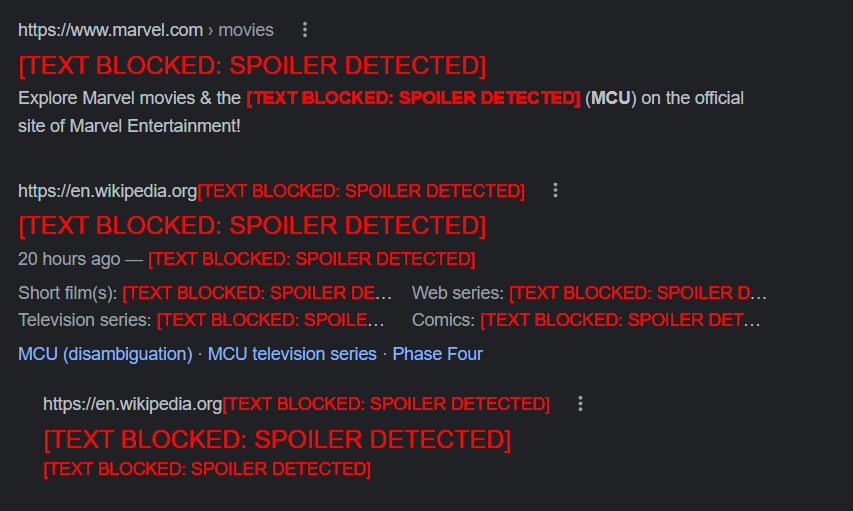 https://www.marvel.com › movies
[TEXT BLOCKED: SPOILER DETECTED]
Explore Marvel movies & the [TEXT BLOCKED: SPOILER DETECTED] (MCU) on the official
site of Marvel Entertainment!
https://en.wikipedia.org[TEXT BLOCKED: SPOILER DETECTED]
[TEXT BLOCKED: SPOILER DETECTED]
20 hours ago — [TEXT BLOCKED: SPOILER DETECTED]
Short film(s): [TEXT BLOCKED: SPOILER DE... Web series: [TEXT BLOCKED: SPOILER D...
Television series: [TEXT BLOCKED: SPOILE... Comics: [TEXT BLOCKED: SPOILER DET...
MCU (disambiguation) · MCU television series · Phase Four
https://en.wikipedia.org[TEXT BLOCKED: SPOILER DETECTED]
[TEXT BLOCKED: SPOILER DETECTED]
[TEXT BLOCKED: SPOILER DETECTED]